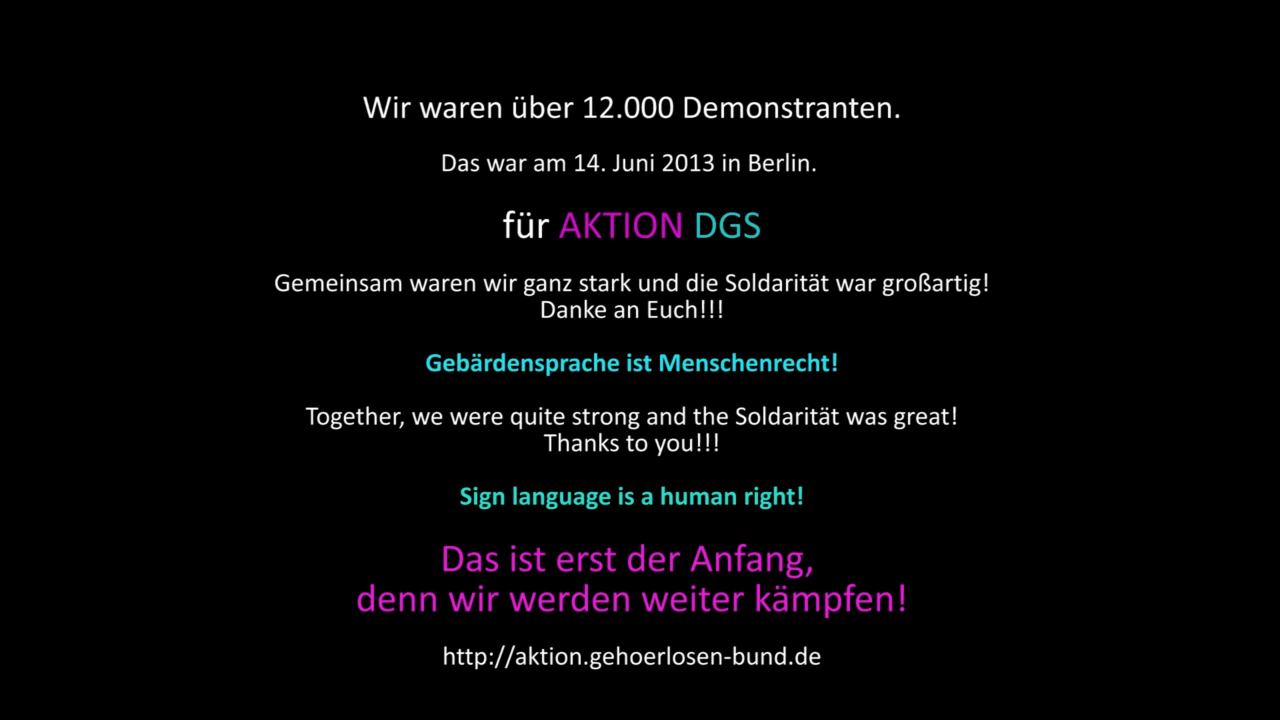 Wir waren über 12.000 Demonstranten.
Das war am 14. Juni 2013 in Berlin.
für AKTION DGS
Gemeinsam waren wir ganz stark und die Soldarität war großartig!
Danke an Euch!!!
Gebärdensprache ist Menschenrecht!
Together, we were quite strong and the Soldarität was great!
Thanks to you!!!
Sign language is a human right!
Das ist erst der Anfang,
denn wir werden weiter kämpfen!
http://aktion.gehoerlosen-bund.de